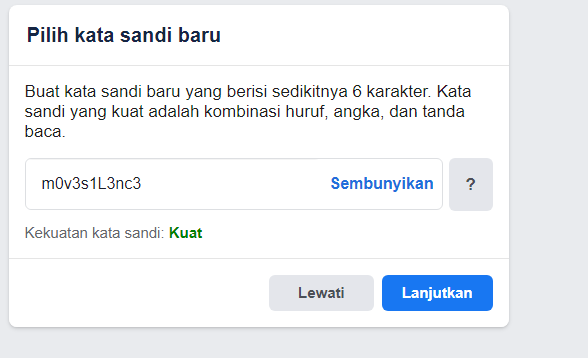 Pilih kata sandi baru
Buat kata sandi baru yang berisi sedikitnya 6 karakter. Kata
sandi yang kuat adalah kombinasi huruf, angka, dan tanda
baca.
m0v3s1L3nc3 Sembunyikan ?
Kekuatan kata sandi: Kuat
Lewati Lanjutkan